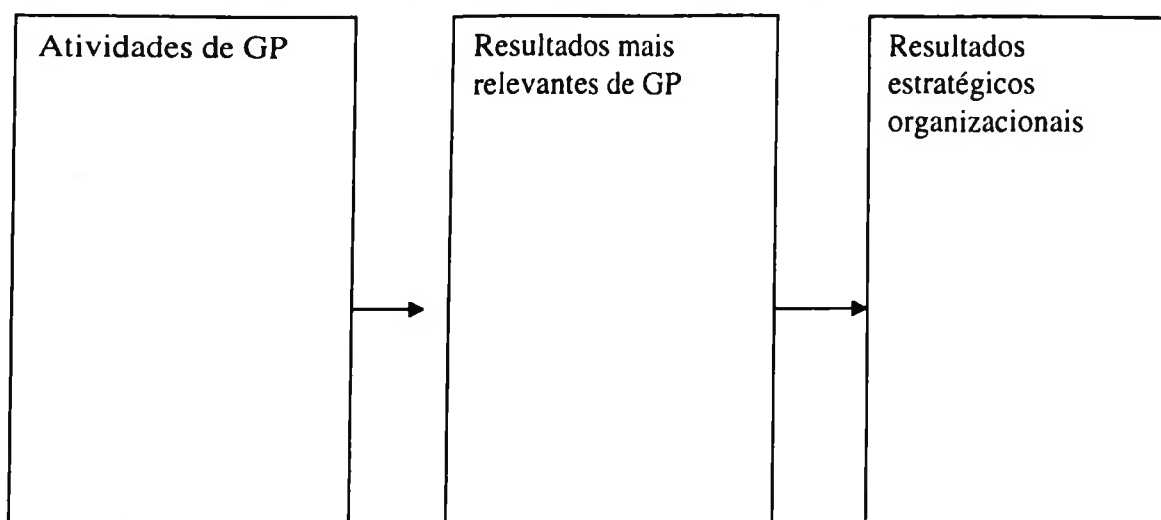 Atividades de GP
Resultados mais
relevantes de GP
Resultados
estratégicos
organizacionais